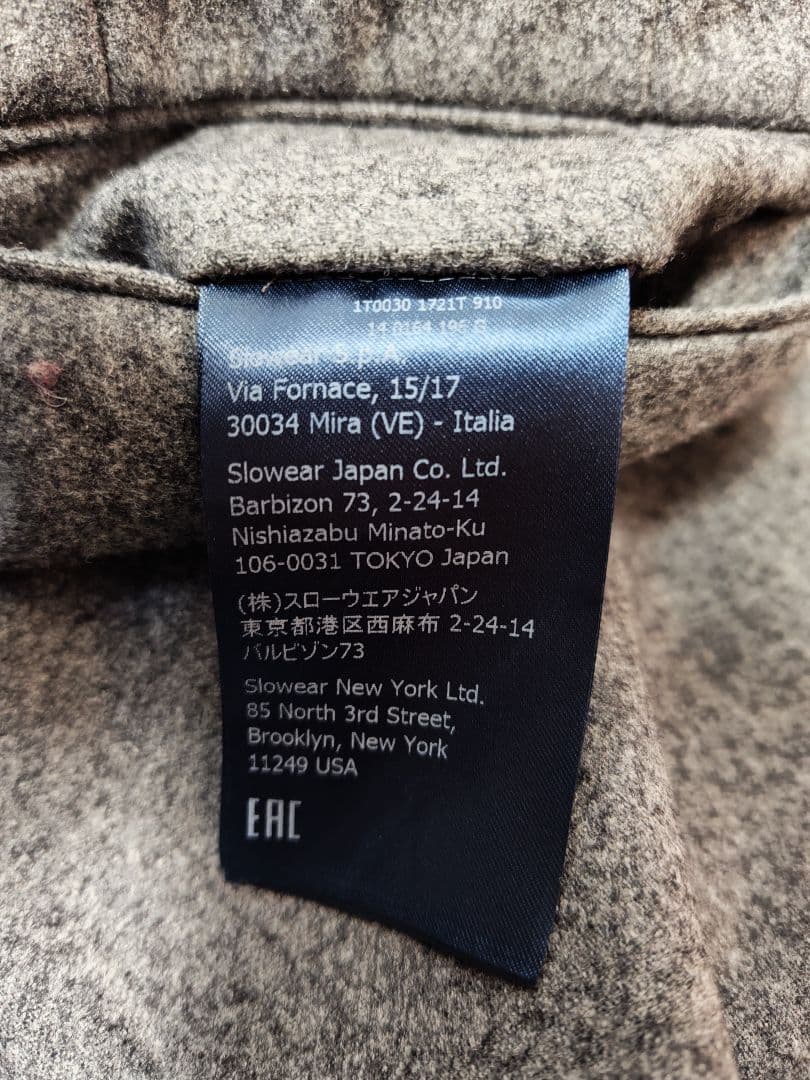 1T0030 1721T 910
14 0164 196 G
Slowear S.p.A.
Via Fornace, 15/17
30034 Mira (VE) - Italia
Slowear Japan Co. Ltd.
Barbizon 73, 2-24-14
Nishiazabu Minato-Ku
106-0031 TOKYO Japan
(株)スローウエアジャパン
東京都港区西麻布 2-24-14
バルビゾン73
Slowear New York Ltd.
85 North 3rd Street,
Brooklyn, New York
11249 USA
EAC